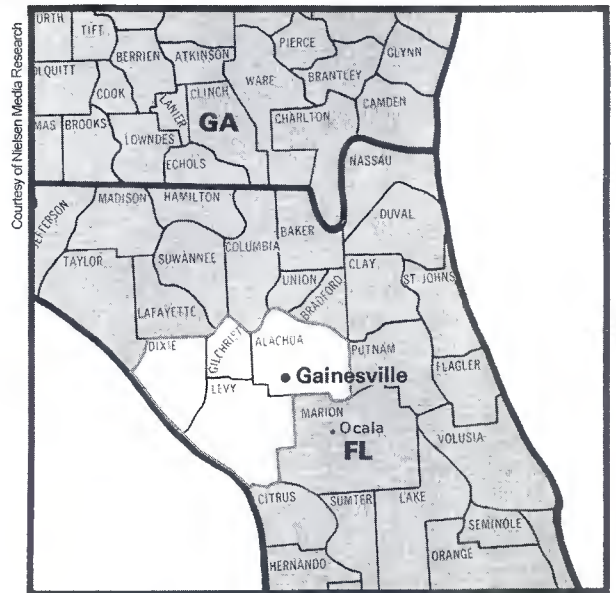 Courtesy of Nielsen Media Research
URTH
TIFT
BERRIEN
ATKINSON
PIERCE
GLYNN
OLQUITT
COOK
LANIER
CLINCH
WARE
BRANTLEY
GA
CHARLTON
CAMDEN
MAS
BROOKS
LOWNDES
ECHOLS
NASSAU
JEFFERSON
MADISON
HAMILTON
BAKER
DUVAL
COLUMBIA
TAYLOR
SUWANNEE
UNION
BRADFORD
CLAY
ST. JOHNS
LAFAYETTE
DIXIE
GILCHRIST
ALACHUA
PUTNAM
FLAGLER
Gainesville
LEVY
MARION
Ocala
FL
VOLUSIA
CITRUS
SUMTER
LAKE
SEMINOLE
ORANGE
HERNANDO